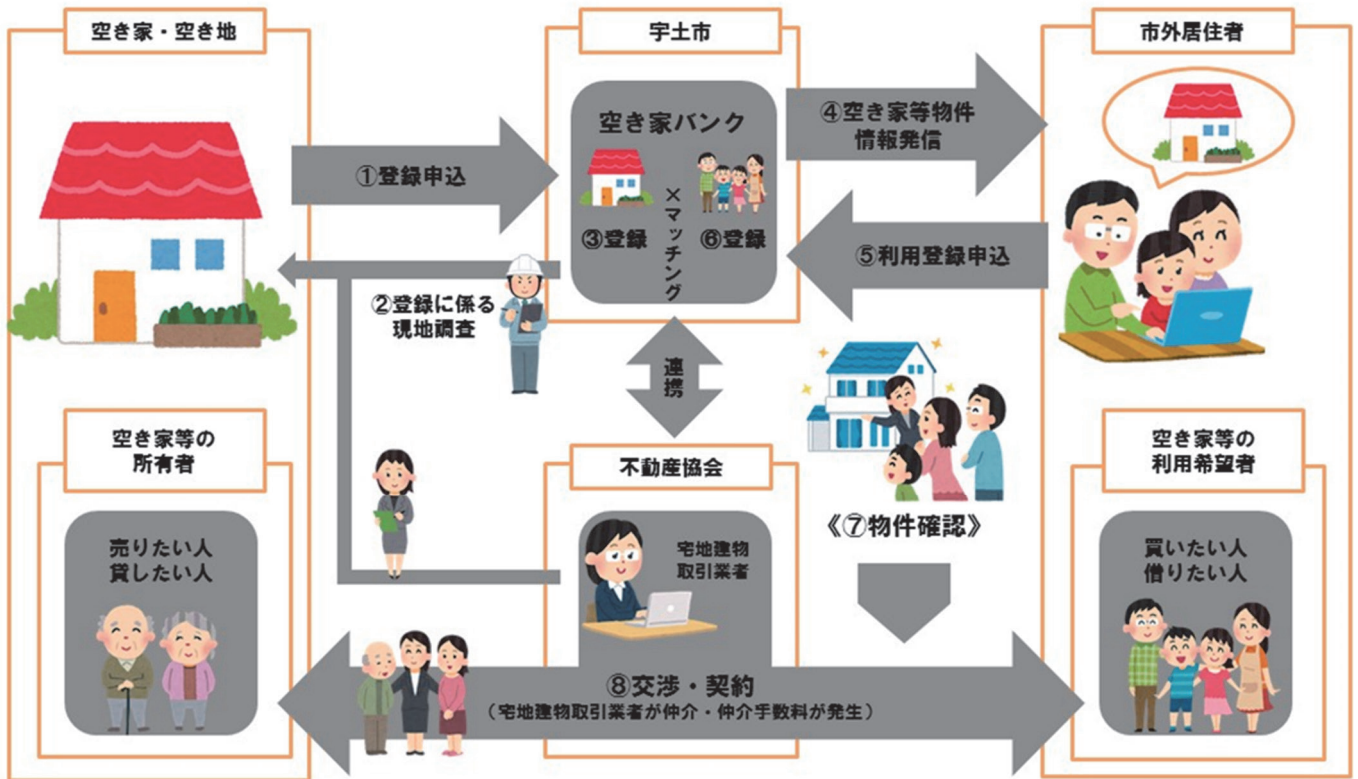 空き家・空き地
宇土市
市外居住者
空き家バンク
③登録
×マッチング
⑥登録
①登録申込
④空き家等物件
情報発信
⑤利用登録申込
②登録に係る
現地調査
連携
空き家等の
所有者
売りたい人
貸したい人
不動産協会
宅地建物
取引業者
《⑦物件確認》
空き家等の
利用希望者
買いたい人
借りたい人
⑧交渉・契約
（宅地建物取引業者が仲介・仲介手数料が発生）